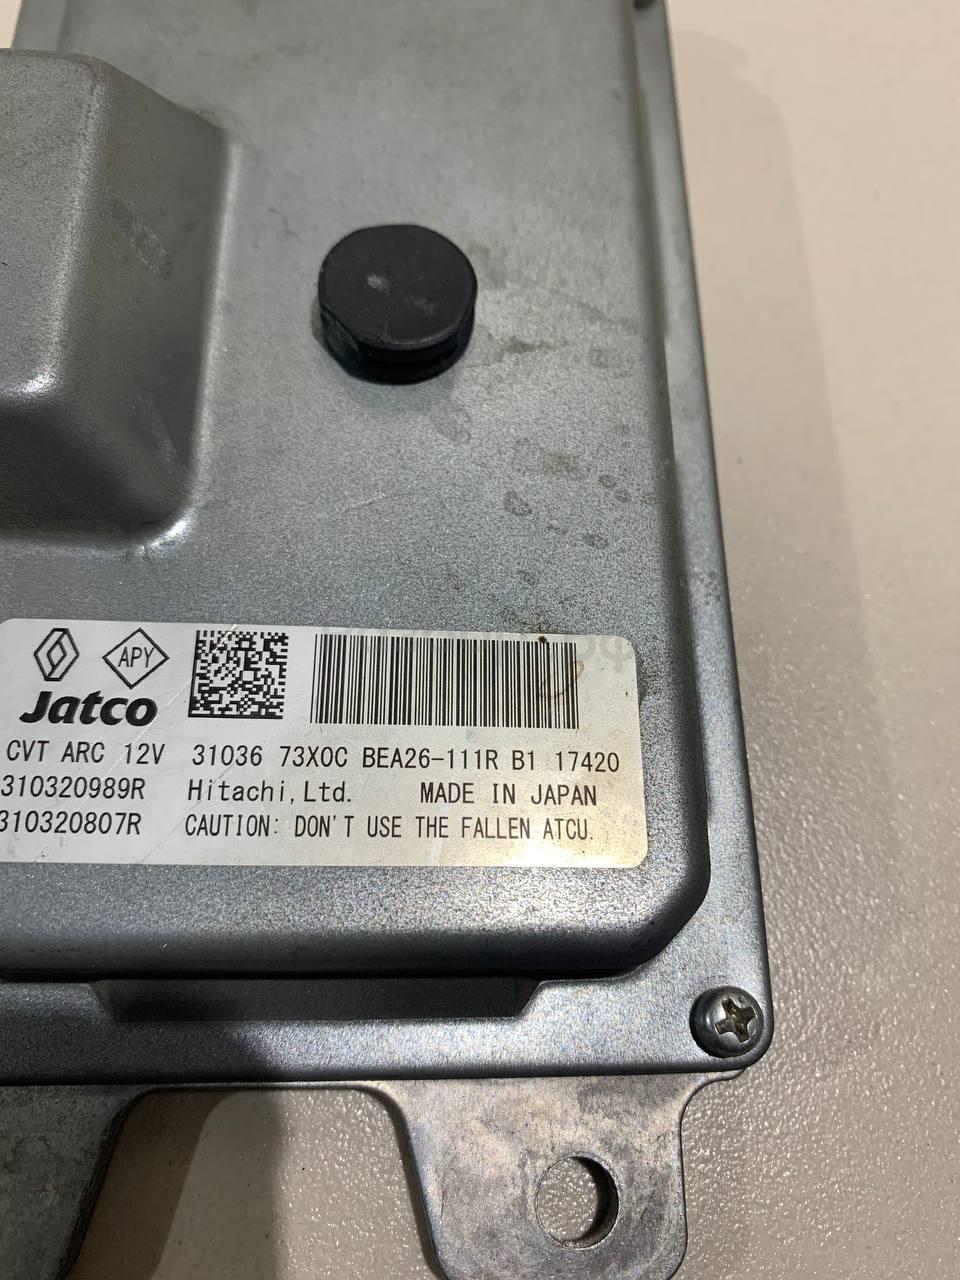 APY
Jatco
CVT ARC 12V 31036 73X0C BEA26-111R B1 17420
310320989R Hitachi,Ltd. MADE IN JAPAN
310320807R CAUTION: DON'T USE THE FALLEN ATCU.